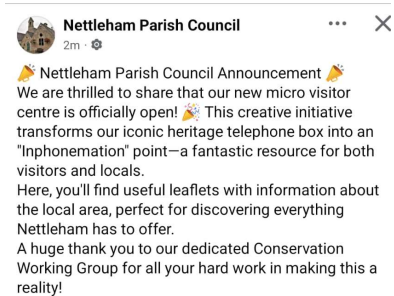 Nettleham Parish Council
2m
🎉 Nettleham Parish Council Announcement 🎉
We are thrilled to share that our new micro visitor
centre is officially open! 🎉 This creative initiative
transforms our iconic heritage telephone box into an
"Inphonemation" point—a fantastic resource for both
visitors and locals.
Here, you'll find useful leaflets with information about
the local area, perfect for discovering everything
Nettleham has to offer.
A huge thank you to our dedicated Conservation
Working Group for all your hard work in making this a
reality!